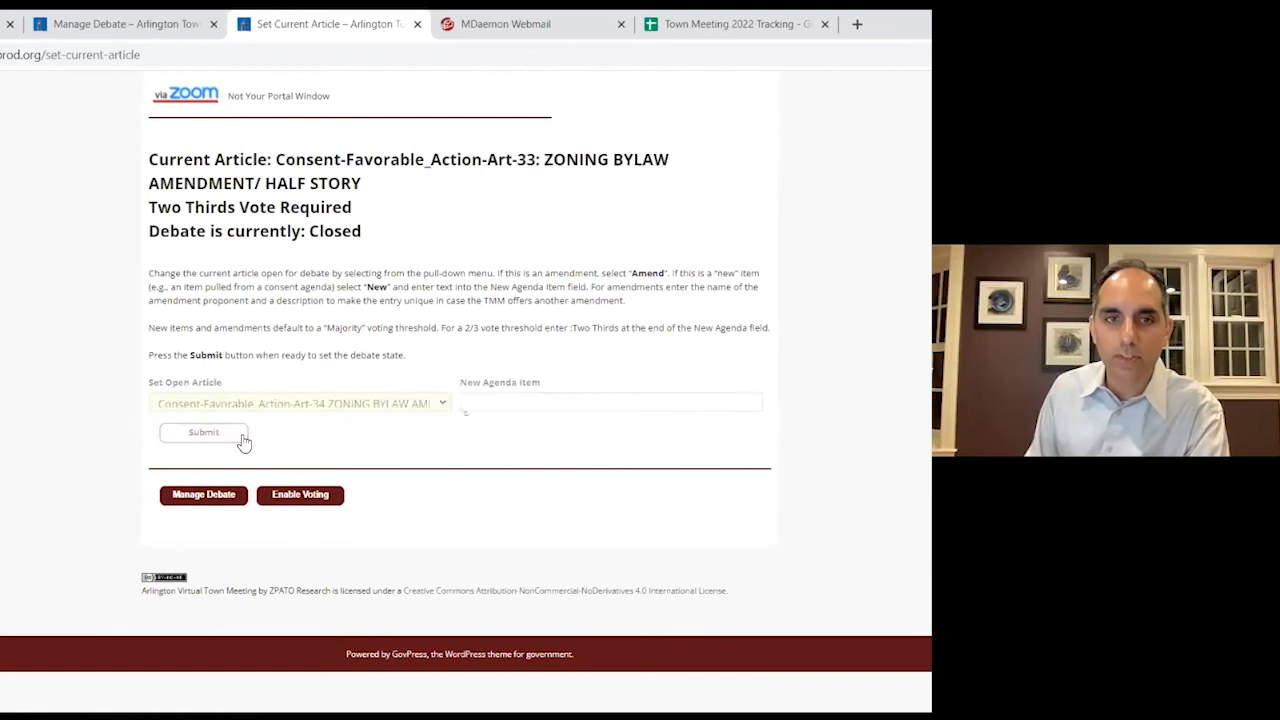 Manage Debate – Arlington Tow
Set Current Article – Arlington To
MDaemon Webmail
Town Meeting 2022 Tracking - G
prod.org/set-current-article
via zoom Not Your Portal Window
Current Article: Consent-Favorable_Action-Art-33: ZONING BYLAW
AMENDMENT/ HALF STORY
Two Thirds Vote Required
Debate is currently: Closed
Change the current article open for debate by selecting from the pull-down menu. If this is an amendment, select "Amend". If this is a "new" item
(e.g., an item pulled from a consent agenda) select "New" and enter text into the New Agenda Item field. For amendments enter the name of the
amendment proponent and a description to make the entry unique in case the TMM offers another amendment.
New items and amendments default to a "Majority" voting threshold. For a 2/3 vote threshold enter :Two Thirds at the end of the New Agenda field.
Press the Submit button when ready to set the debate state.
Set Open Article New Agenda Item
Consent-Favorable_Action-Art-34 ZONING BYLAW AM
Submit
Manage Debate Enable Voting
Arlington Virtual Town Meeting by ZPATO Research is licensed under a Creative Commons Attribution-NonCommercial-NoDerivatives 4.0 International License.
Powered by GovPress, the WordPress theme for government.